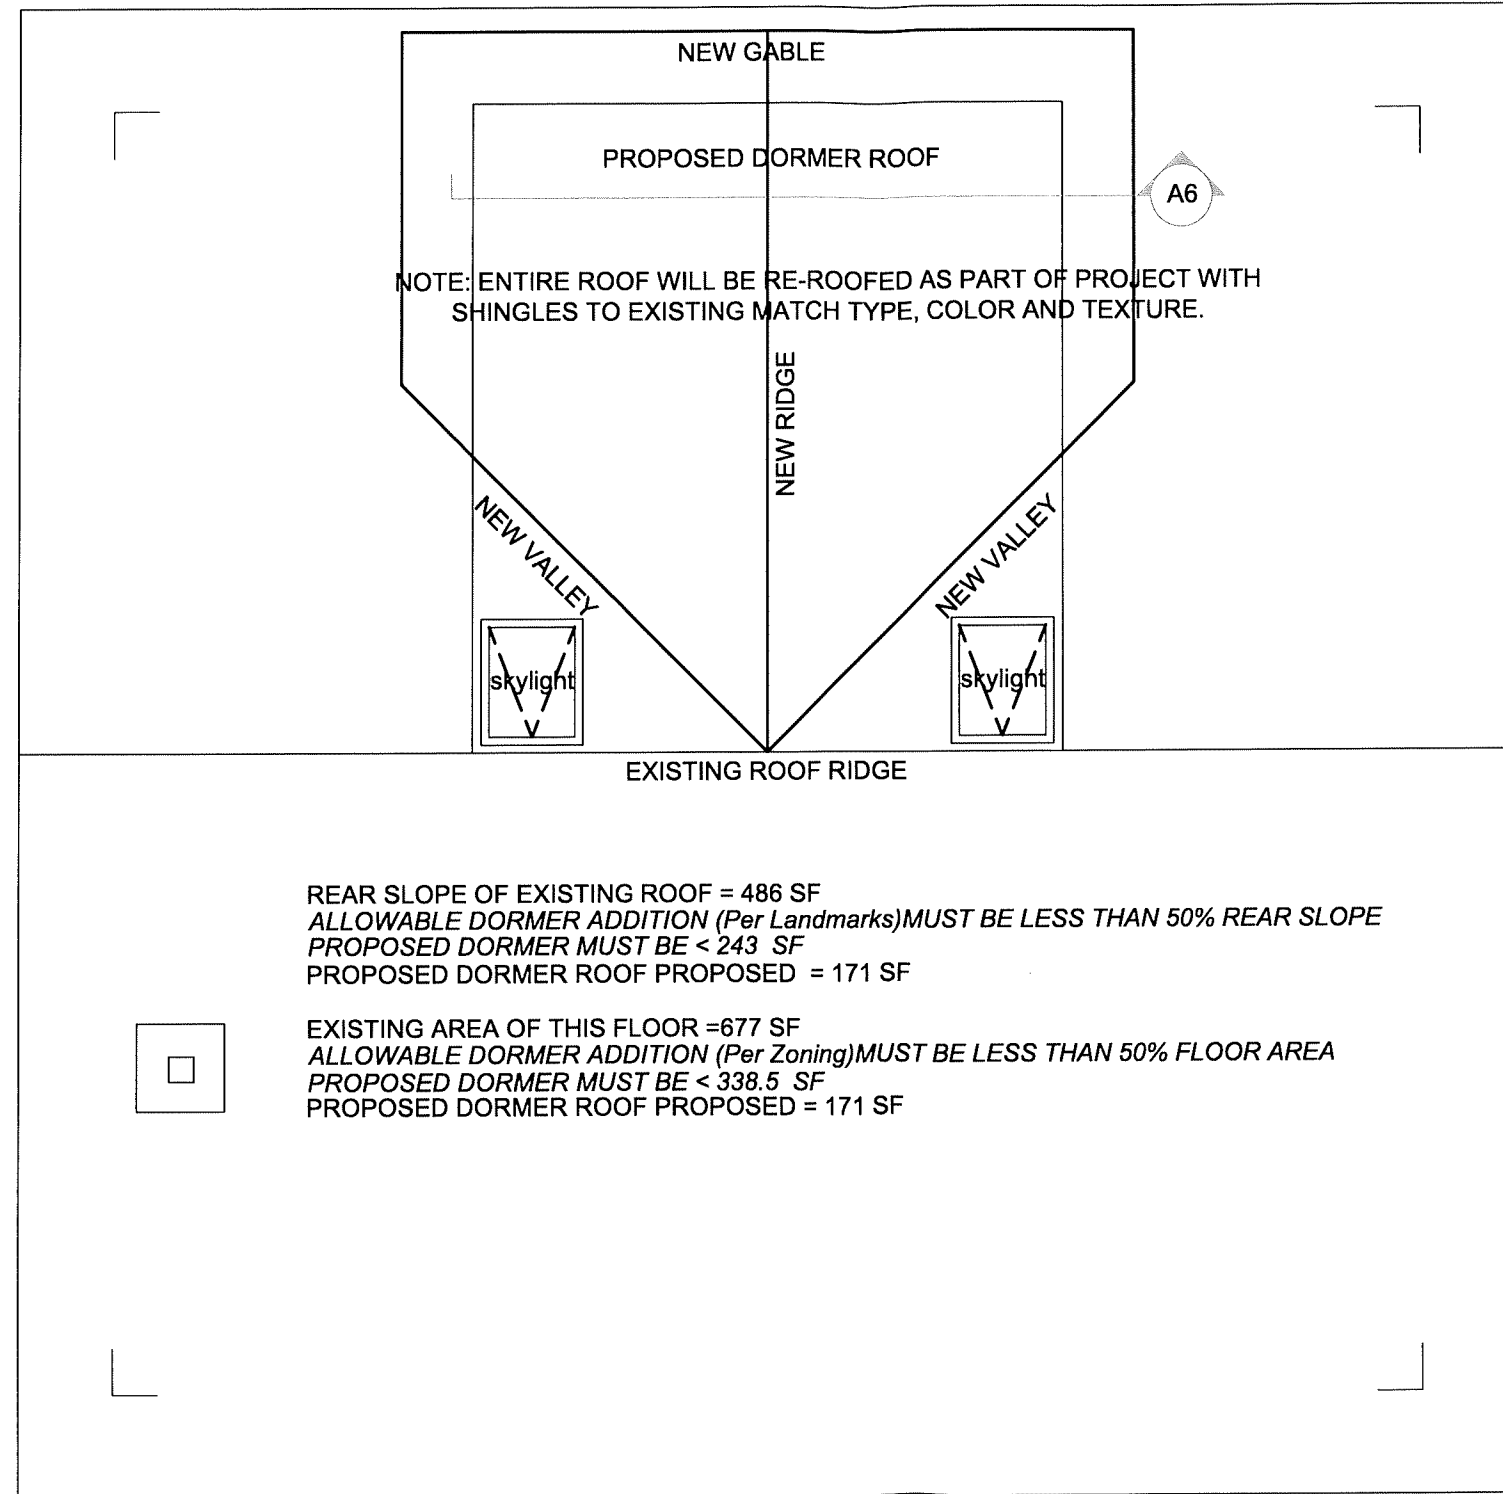 NEW GABLE
PROPOSED DORMER ROOF
A6
NOTE: ENTIRE ROOF WILL BE RE-ROOFED AS PART OF PROJECT WITH
SHINGLES TO EXISTING MATCH TYPE, COLOR AND TEXTURE.
NEW RIDGE
NEW VALLEY
NEW VALLEY
skylight
skylight
EXISTING ROOF RIDGE
REAR SLOPE OF EXISTING ROOF = 486 SF
ALLOWABLE DORMER ADDITION (Per Landmarks)MUST BE LESS THAN 50% REAR SLOPE
PROPOSED DORMER MUST BE < 243 SF
PROPOSED DORMER ROOF PROPOSED = 171 SF
EXISTING AREA OF THIS FLOOR =677 SF
ALLOWABLE DORMER ADDITION (Per Zoning)MUST BE LESS THAN 50% FLOOR AREA
PROPOSED DORMER MUST BE < 338.5 SF
PROPOSED DORMER ROOF PROPOSED = 171 SF